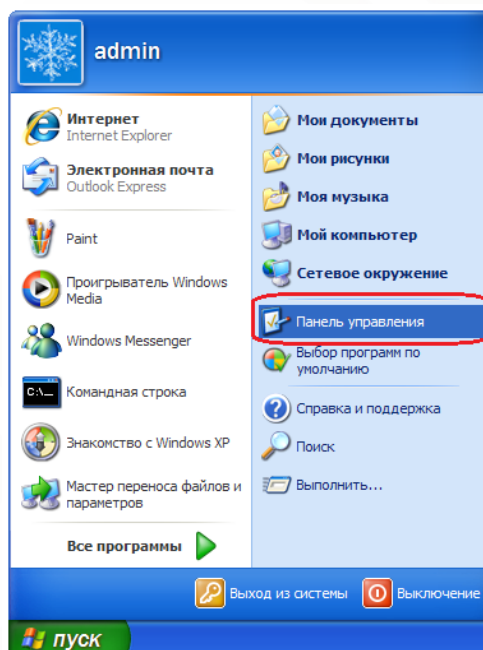 admin
Интернет
Internet Explorer
Электронная почта
Outlook Express
Paint
Проигрыватель Windows
Media
Windows Messenger
C:\_
Командная строка
Знакомство с Windows XP
Мастер переноса файлов и
параметров
Все программы
Мои документы
Мои рисунки
Моя музыка
Мой компьютер
Сетевое окружение
Панель управления
Выбор программ по
умолчанию
Справка и поддержка
Поиск
Выполнить...
Выход из системы
Выключение
пуск